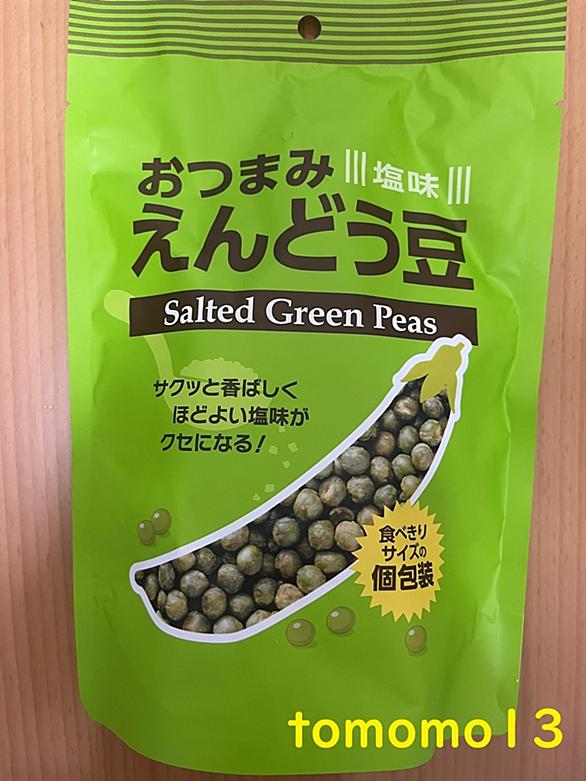 おつまみ 塩味
えんどう豆
Salted Green Peas
サクッと香ばしく
ほどよい塩味が
クセになる!
食べきり
サイズの
個包装
tomomo13